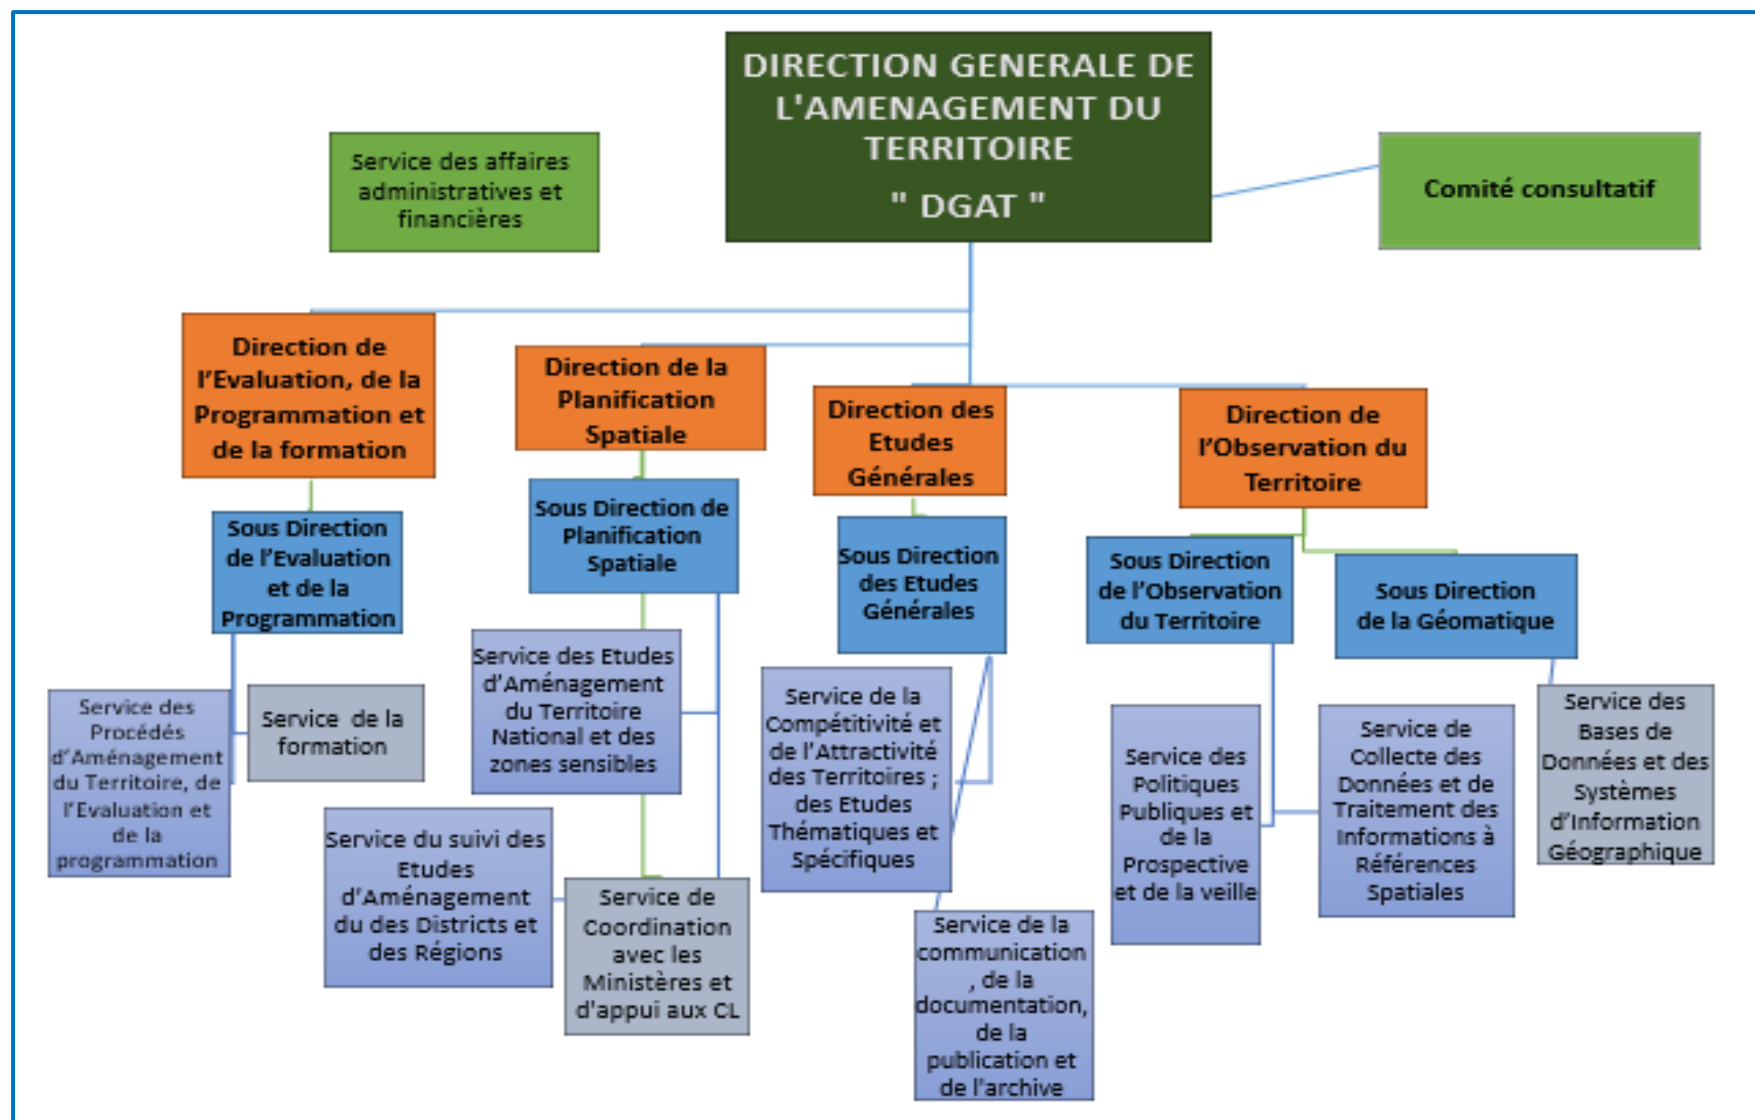 DIRECTION GENERALE DE
L'AMENAGEMENT DU
TERRITOIRE
" DGAT "
Service des affaires
administratives et
financières
Comité consultatif
Direction de
l’Evaluation, de la
Programmation et
de la formation
Direction de la
Planification
Spatiale
Direction des
Etudes
Générales
Direction de
l’Observation du
Territoire
Sous Direction
de l’Evaluation
et de la
Programmation
Sous Direction de
Planification
Spatiale
Sous Direction
des Etudes
Générales
Sous Direction
de l’Observation
du Territoire
Sous Direction
de la Géomatique
Service des
Procédés
d’Aménagement
du Territoire, de
l’Evaluation et
de la
programmation
Service de la
formation
Service des Etudes
d’Aménagement
du Territoire
National et des
zones sensibles
Service du suivi des
Etudes
d’Aménagement
du des Districts et
des Régions
Service de
Coordination
avec les
Ministères et
d'appui aux CL
Service de la
Compétitivité et
de l’Attractivité
des Territoires ;
des Etudes
Thématiques et
Spécifiques
Service de la
communication
, de la
documentation,
de la
publication et
de l'archive
Service des
Politiques
Publiques et
de la
Prospective
et de la veille
Service de
Collecte des
Données et de
Traitement des
Informations à
Références
Spatiales
Service des
Bases de
Données et des
Systèmes
d’Information
Géographique